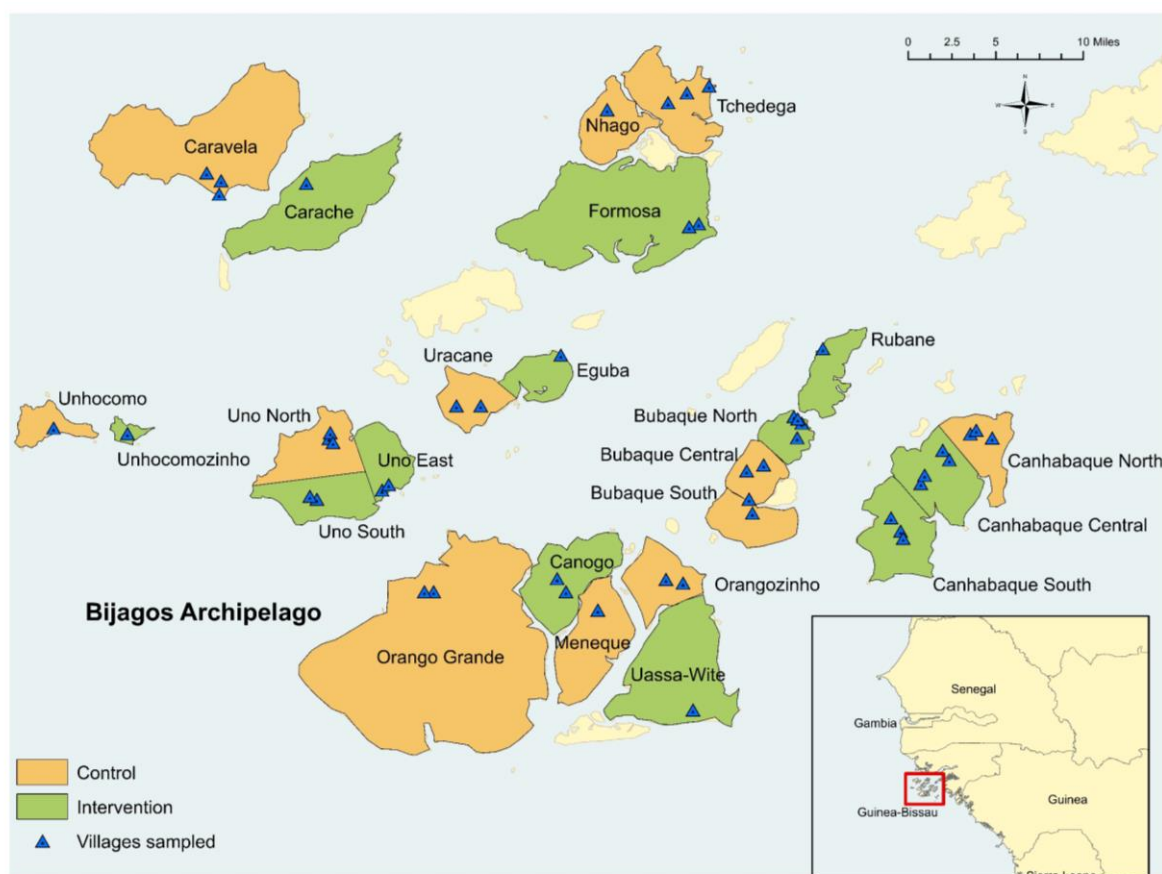 0 2.5 5 10 Miles
N
W E
S
Tchedega
Nhago
Caravela
Carache
Formosa
Rubane
Uracane
Eguba
Unhocomo
Uno North
Bubaque North
Unhocomozinho
Uno East
Bubaque Central
Canhabaque North
Bubaque South
Uno South
Canhabaque Central
Canogo
Orangozinho
Canhabaque South
Bijagos Archipelago
Meneque
Orango Grande
Uassa-Wite
Senegal
Gambia
Control
Intervention
Guinea
Guinea-Bissau
Villages sampled